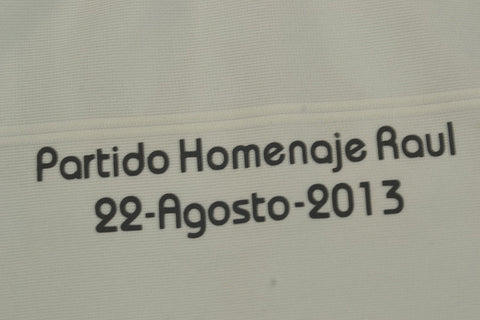 Partido Homenaje Raul
22-Agosto-2013